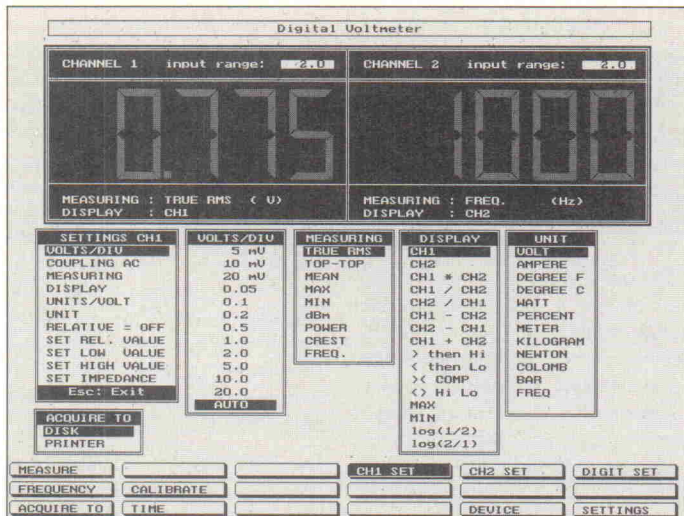 Digital Voltmeter
CHANNEL 1 input range: 2.0
CHANNEL 2 input range: 2.0
0.775
1000
MEASURING : TRUE RMS ( V)
DISPLAY : CH1
MEASURING : FREQ. (Hz)
DISPLAY : CH2
SETTINGS CH1
VOLTS/DIV
COUPLING AC
MEASURING
DISPLAY
UNITS/VOLT
UNIT
RELATIVE = OFF
SET REL. VALUE
SET LOW VALUE
SET HIGH VALUE
SET IMPEDANCE
Esc: Exit
VOLTS/DIV
5 mV
10 mV
20 mV
0.05
0.1
0.2
0.5
1.0
2.0
5.0
10.0
20.0
AUTO
MEASURING
TRUE RMS
TOP-TOP
MEAN
MAX
MIN
dBm
POWER
CREST
FREQ.
DISPLAY
CH1
CH2
CH1 * CH2
CH1 / CH2
CH2 / CH1
CH1 - CH2
CH2 - CH1
CH1 + CH2
> then Hi
< then Lo
>< COMP
<> Hi Lo
MAX
MIN
log(1/2)
log(2/1)
UNIT
VOLT
AMPERE
DEGREE F
DEGREE C
WATT
PERCENT
METER
KILOGRAM
NEWTON
COLOMB
BAR
FREQ
ACQUIRE TO
DISK
PRINTER
MEASURE
CH1 SET
CH2 SET
DIGIT SET
FREQUENCY
CALIBRATE
ACQUIRE TO
TIME
DEVICE
SETTINGS